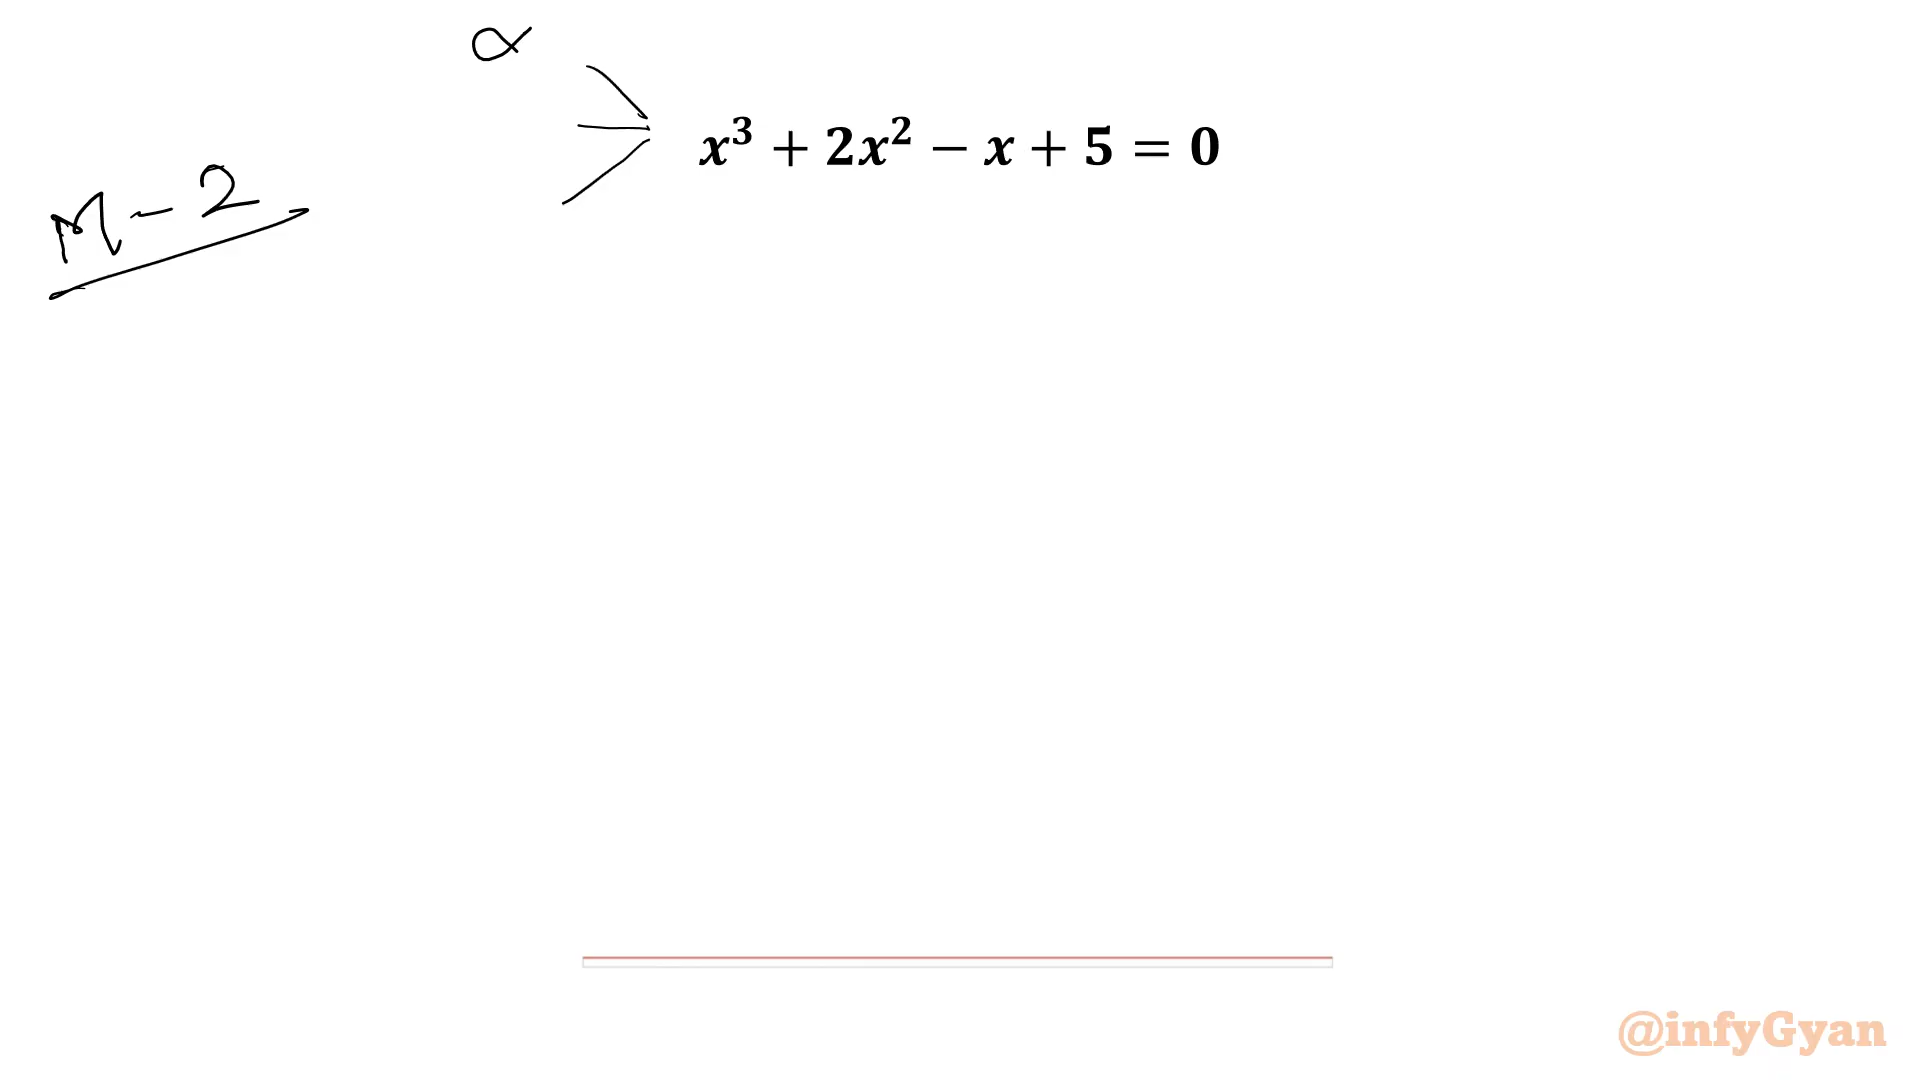 α
x³ + 2x² − x + 5 = 0
M-2
@infyGyan